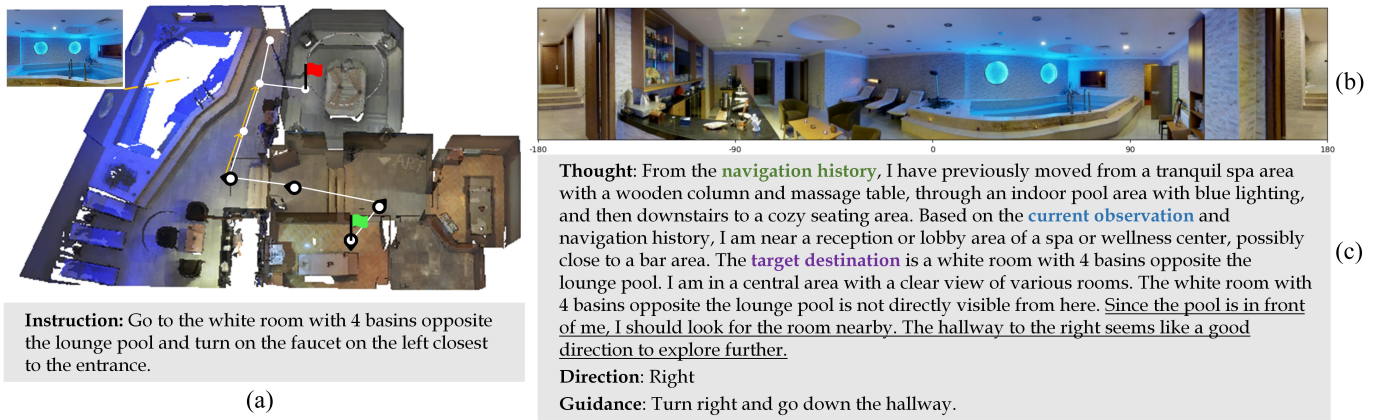 Instruction: Go to the white room with 4 basins opposite
the lounge pool and turn on the faucet on the left closest
to the entrance.
(a)
-180
-90
0
90
180
(b)
Thought: From the navigation history, I have previously moved from a tranquil spa area
with a wooden column and massage table, through an indoor pool area with blue lighting,
and then downstairs to a cozy seating area. Based on the current observation and
navigation history, I am near a reception or lobby area of a spa or wellness center, possibly
close to a bar area. The target destination is a white room with 4 basins opposite the
lounge pool. I am in a central area with a clear view of various rooms. The white room with
4 basins opposite the lounge pool is not directly visible from here. Since the pool is in front
of me, I should look for the room nearby. The hallway to the right seems like a good
direction to explore further.
Direction: Right
Guidance: Turn right and go down the hallway.
(c)